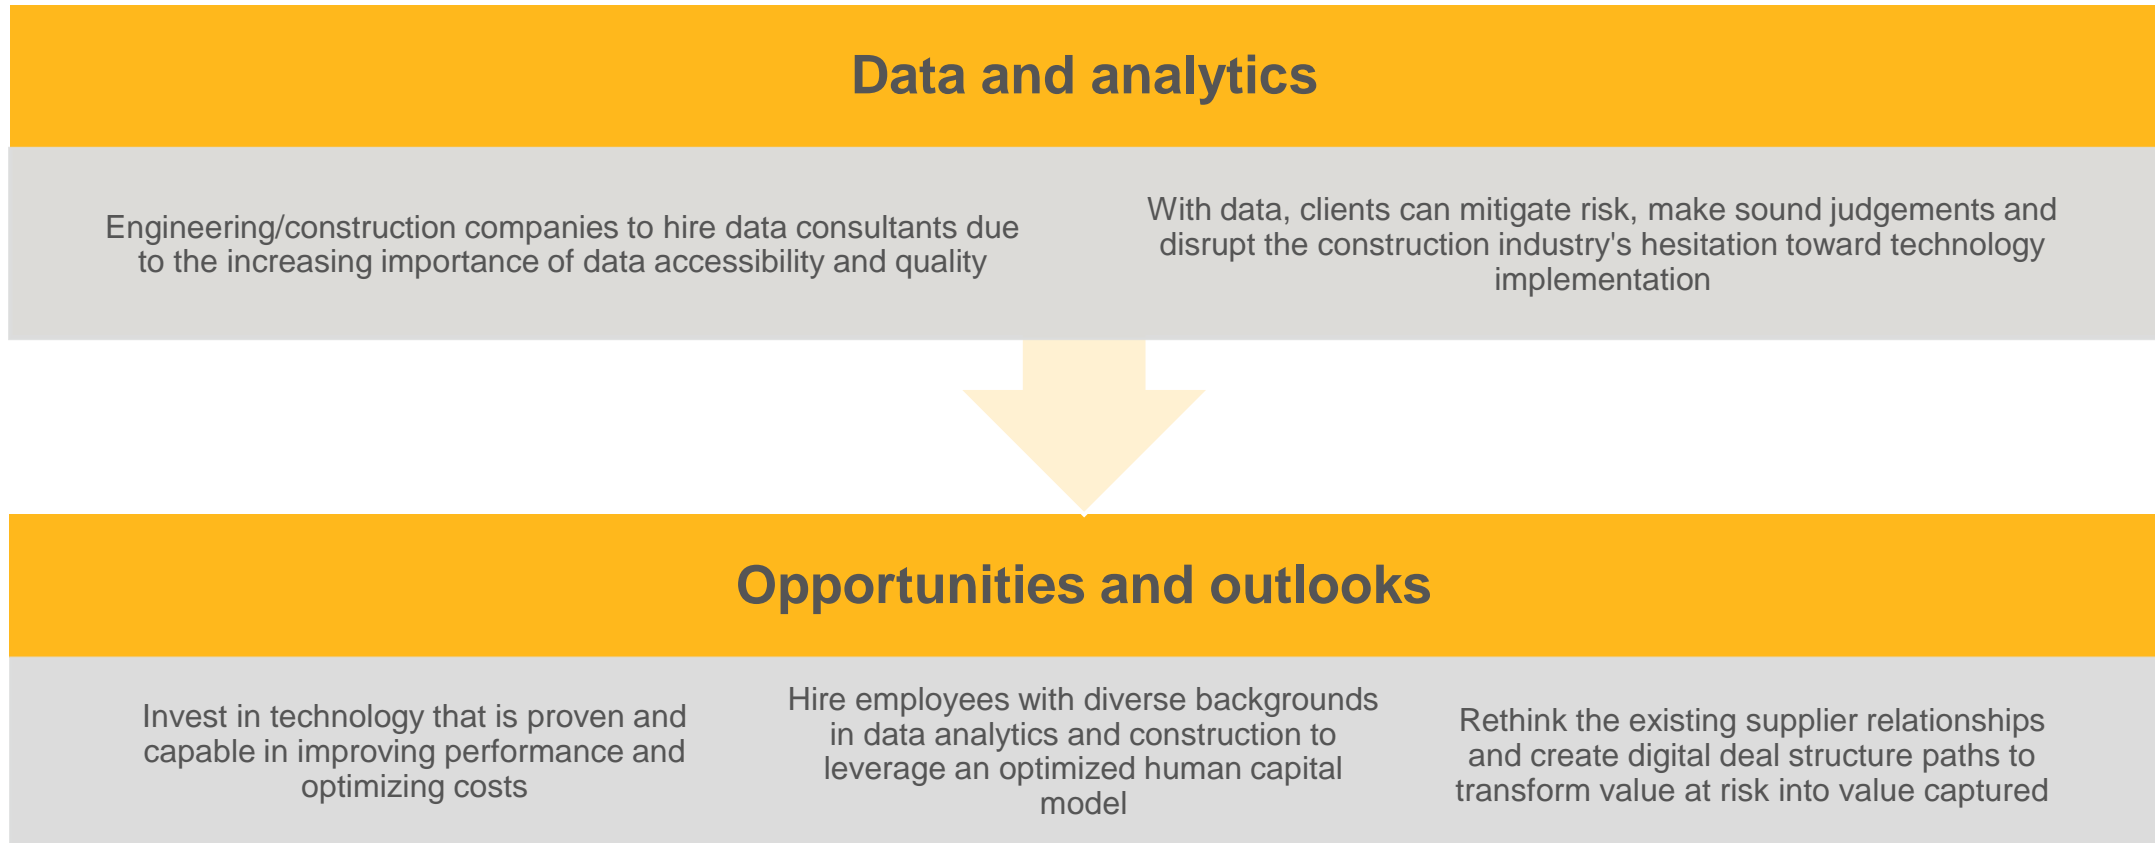 Data and analytics
Engineering/construction companies to hire data consultants due
to the increasing importance of data accessibility and quality
With data, clients can mitigate risk, make sound judgements and
disrupt the construction industry's hesitation toward technology
implementation
Opportunities and outlooks
Invest in technology that is proven and
capable in improving performance and
optimizing costs
Hire employees with diverse backgrounds
in data analytics and construction to
leverage an optimized human capital
model
Rethink the existing supplier relationships
and create digital deal structure paths to
transform value at risk into value captured